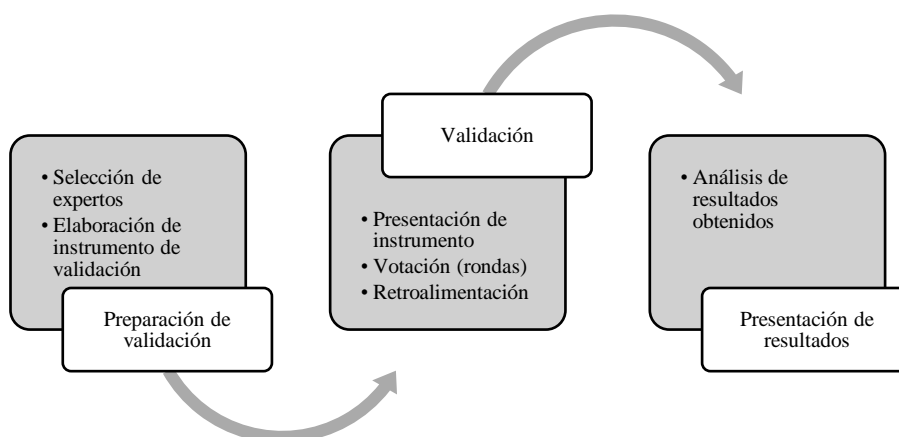 • Selección de
expertos
• Elaboración de
instrumento de
validación
Preparación de
validación
Validación
• Presentación de
instrumento
• Votación (rondas)
• Retroalimentación
• Análisis de
resultados
obtenidos
Presentación de
resultados